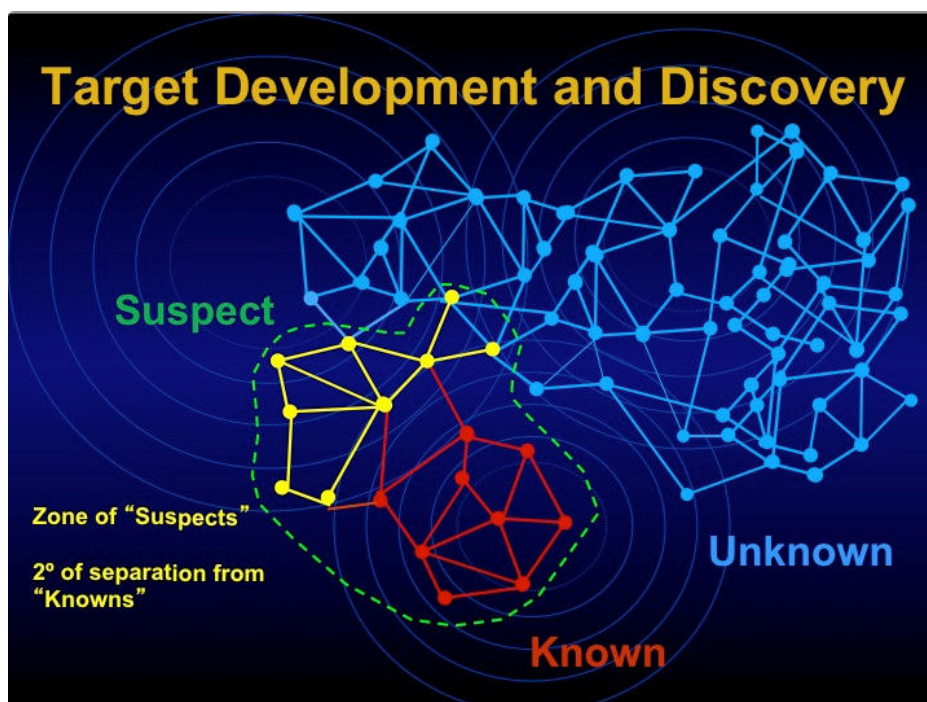 Target Development and Discovery
Suspect
Zone of “Suspects”
2º of separation from
“Knowns”
Unknown
Known